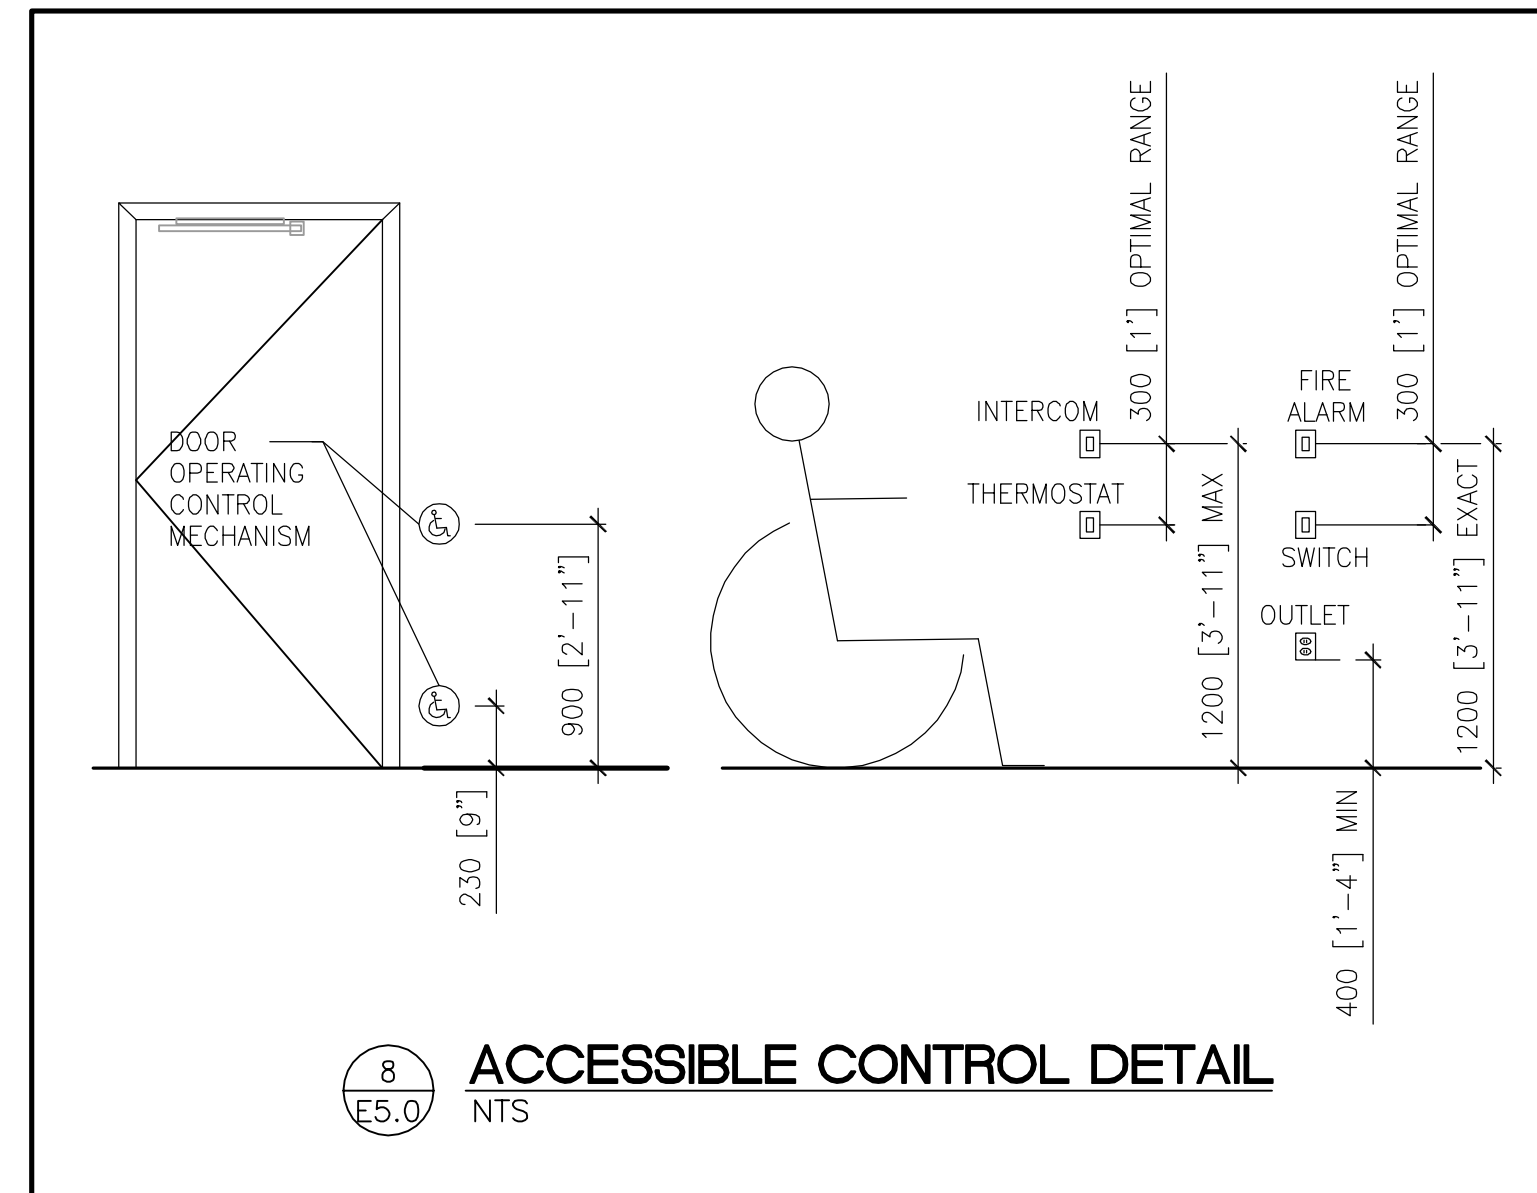 DOOR
OPERATING
CONTROL
MECHANISM
230 [9"]
900 [2'-11"]
INTERCOM
THERMOSTAT
300 [1'] OPTIMAL RANGE
1200 [3'-11"] MAX
FIRE
ALARM
SWITCH
OUTLET
300 [1'] OPTIMAL RANGE
1200 [3'-11"] EXACT
400 [1'-4"] MIN
8
E5.0
ACCESSIBLE CONTROL DETAIL
NTS